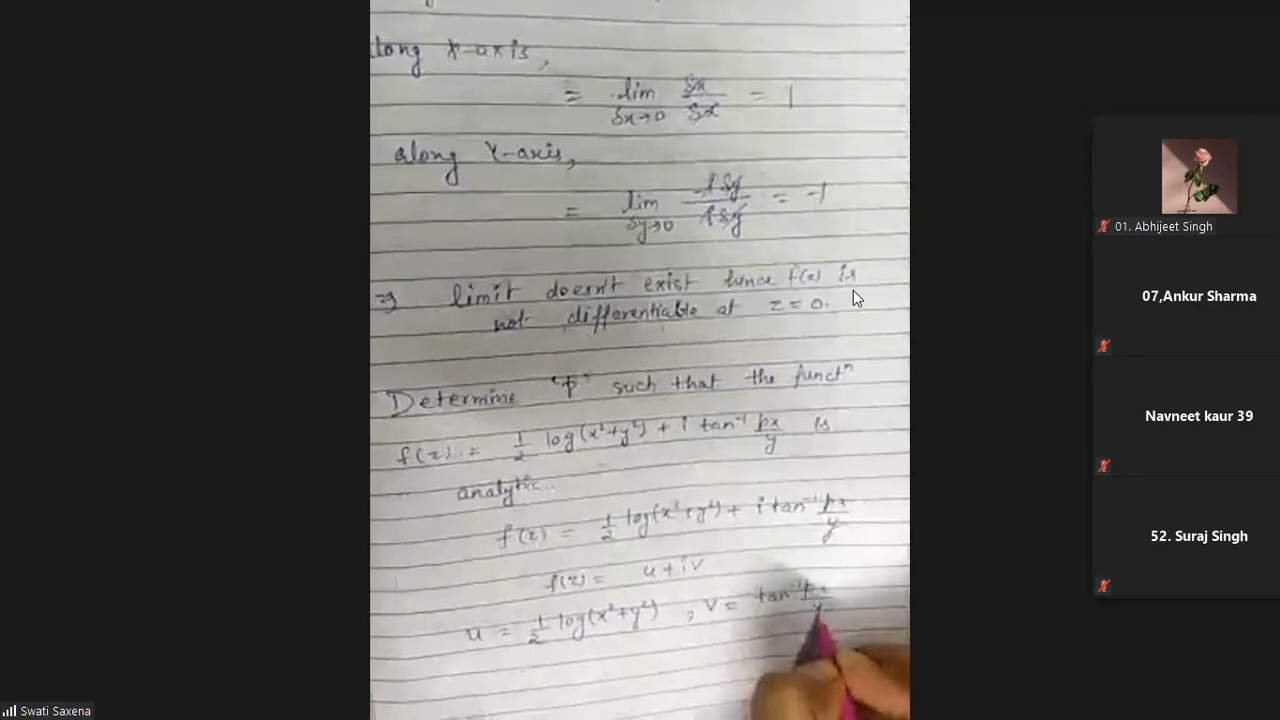 along X-axis,
= lim δx→0 δx/δx = 1
along Y-axis,
= lim δy→0 -iδy/iδy = -1
⇒ limit doesn't exist hence f(z) is
not differentiable at z = 0.
Determine 'p' such that the functⁿ
f(z) = 1/2 log(x²+y²) + i tan⁻¹ px/y is
analytic.
f(z) = 1/2 log(x²+y²) + i tan⁻¹ px/y
f(z) = u + iv
u = 1/2 log(x²+y²) , v = tan⁻¹ px/y
01. Abhijeet Singh
07,Ankur Sharma
Navneet kaur 39
52. Suraj Singh
Swati Saxena